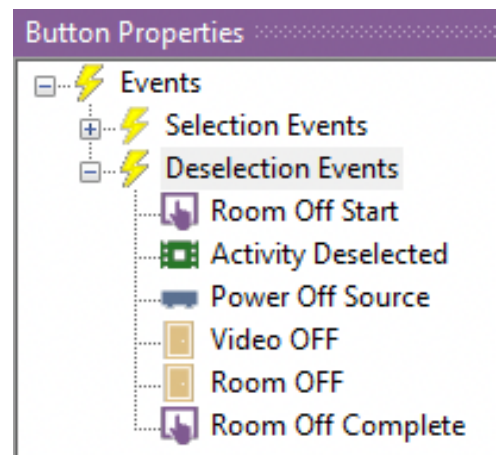 Button Properties
Events
Selection Events
Deselection Events
Room Off Start
Activity Deselected
Power Off Source
Video OFF
Room OFF
Room Off Complete